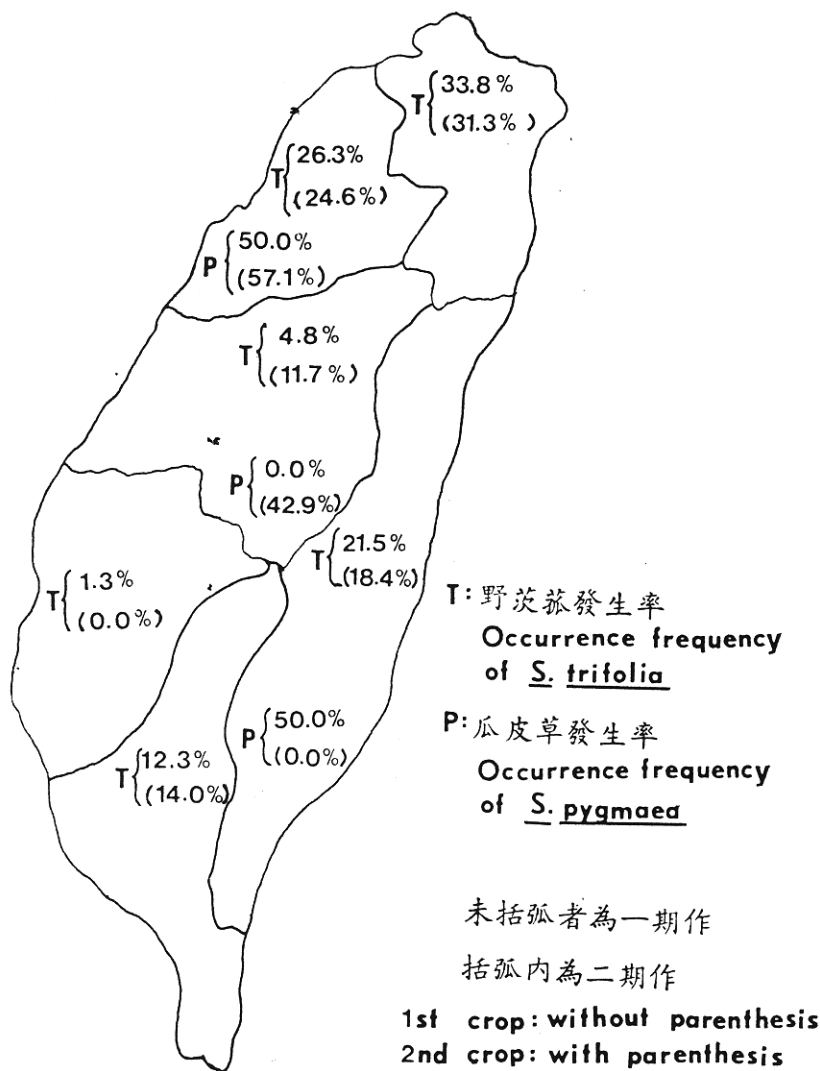 T { 33.8%
(31.3%)
T { 26.3%
(24.6%)
P { 50.0%
(57.1%)
T { 4.8%
(11.7%)
P { 0.0%
(42.9%)
T { 21.5%
(18.4%)
T { 1.3%
(0.0%)
P { 50.0%
(0.0%)
T { 12.3%
(14.0%)
T: 野茨菰發生率
Occurrence frequency
of S. trifolia
P: 瓜皮草發生率
Occurrence frequency
of S. pygmaea
未括弧者為一期作
括弧內為二期作
1st crop: without parenthesis
2nd crop: with parenthesis